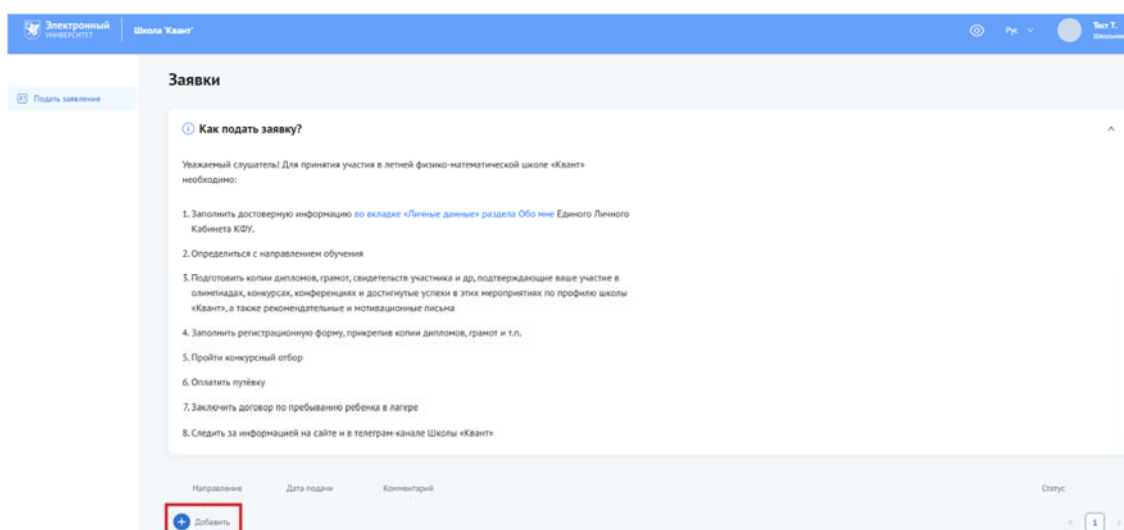 Электронный
УНИВЕРСИТЕТ
Школа 'Квант'
Рус
Тест Т.
Подать заявление
Заявки
Как подать заявку?
Уважаемый слушатель! Для принятия участия в летней физико-математической школе «Квант»
необходимо:
1. Заполнить достоверную информацию во вкладке «Личные данные» раздела Обо мне Единого Личного
Кабинета КФУ.
2. Определиться с направлением обучения
3. Подготовить копии дипломов, грамот, свидетельств участника и др, подтверждающие ваше участие в
олимпиадах, конкурсах, конференциях и достигнутые успехи в этих мероприятиях по профилю школы
«Квант», а также рекомендательные и мотивационные письма
4. Заполнить регистрационную форму, прикрепив копии дипломов, грамот и т.п.
5. Пройти конкурсный отбор
6. Оплатить путёвку
7. Заключить договор по пребыванию ребенка в лагере
8. Следить за информацией на сайте и в телеграм-канале Школы «Квант»
Направление Дата подачи Комментарий Статус
Добавить 1